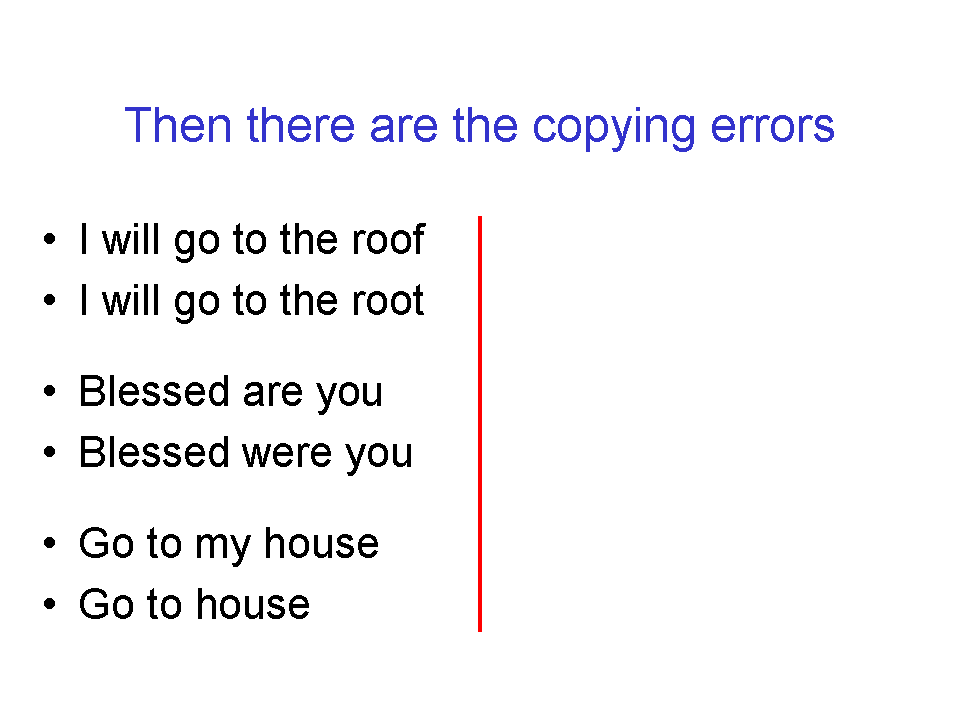 Then there are the copying errors
• I will go to the roof
• I will go to the root
• Blessed are you
• Blessed were you
• Go to my house
• Go to house